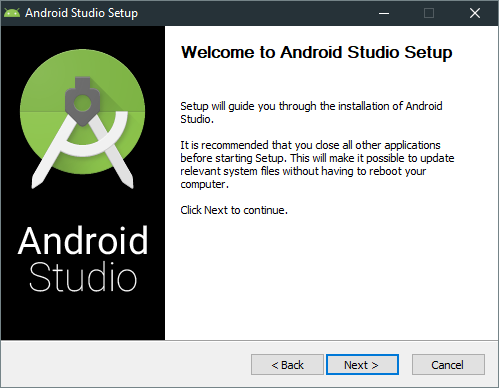 Android Studio Setup
Welcome to Android Studio Setup
Setup will guide you through the installation of Android
Studio.
It is recommended that you close all other applications
before starting Setup. This will make it possible to update
relevant system files without having to reboot your
computer.
Click Next to continue.
Android
Studio
< Back
Next >
Cancel